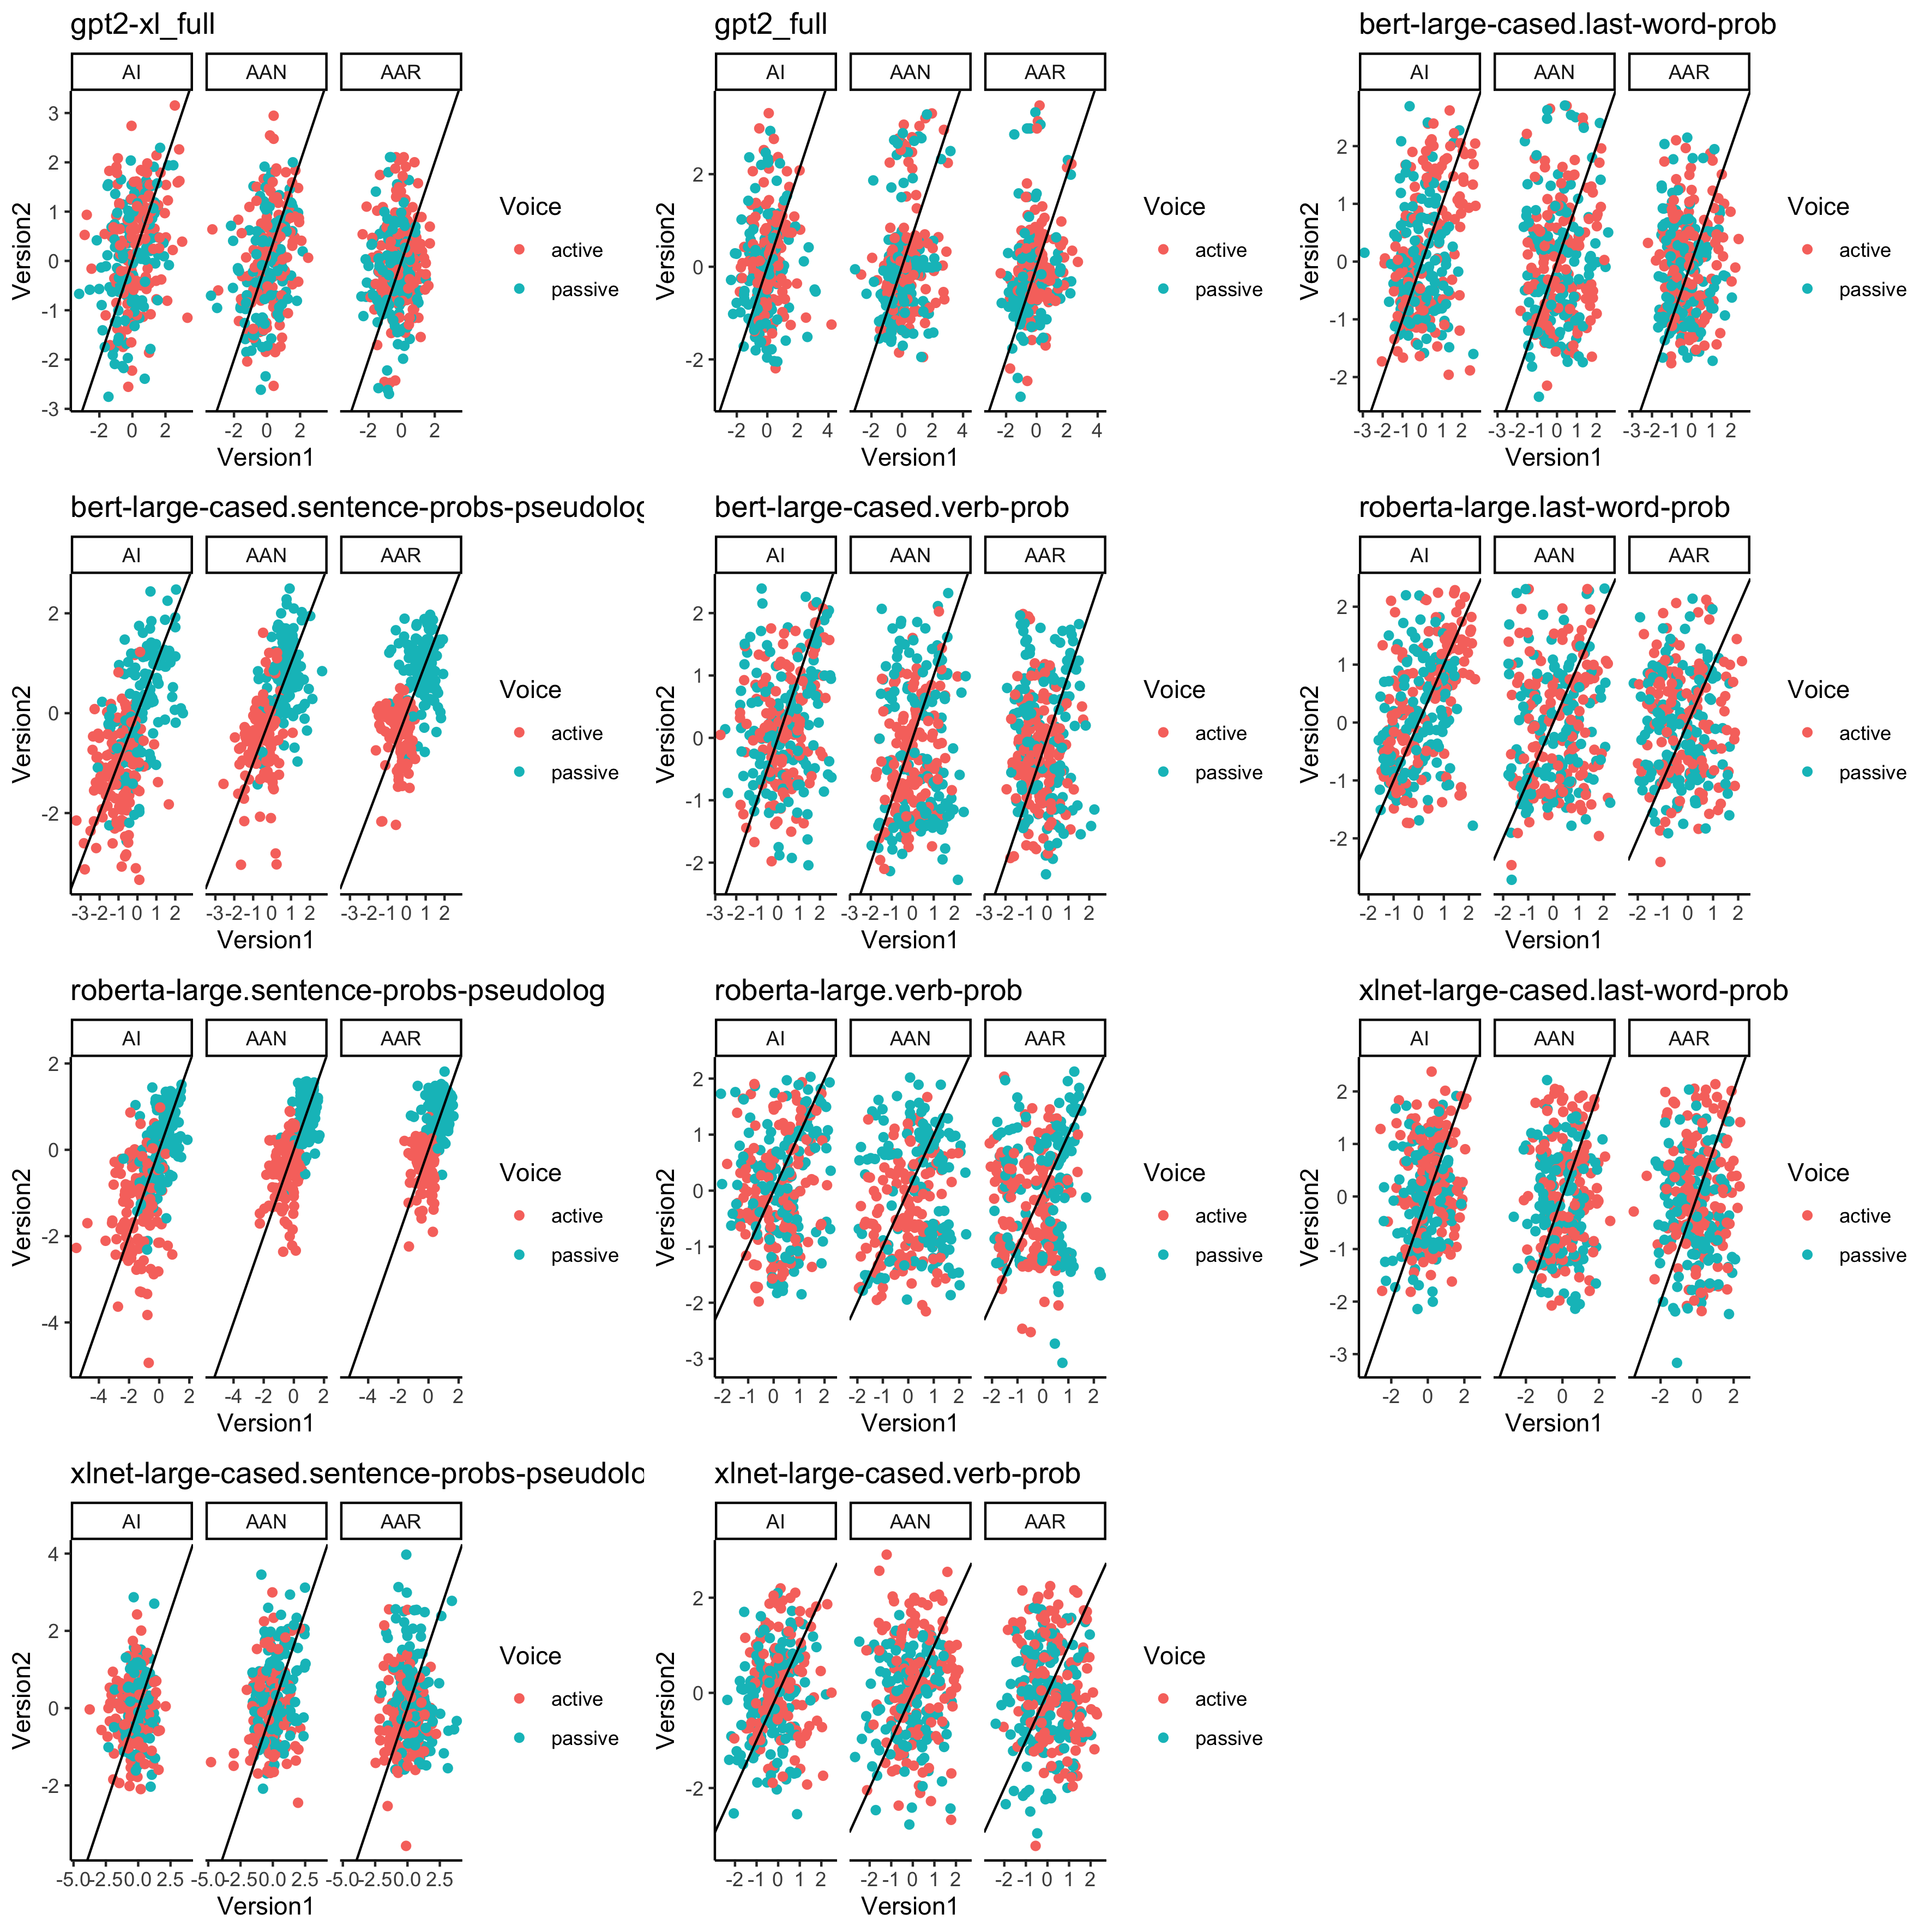 gpt2-xl_full
AI AAN AAR
3
2
1
0
-1
-2
-3
Version2
-2 0 2 -2 0 2 -2 0 2
Version1
Voice
active
passive
gpt2_full
AI AAN AAR
2
0
-2
Version2
-2 0 2 4 -2 0 2 4 -2 0 2 4
Version1
Voice
active
passive
bert-large-cased.last-word-prob
AI AAN AAR
2
1
0
-1
-2
Version2
-3 -2 -1 0 1 2 -3 -2 -1 0 1 2 -3 -2 -1 0 1 2
Version1
Voice
active
passive
bert-large-cased.sentence-probs-pseudolog
AI AAN AAR
2
0
-2
Version2
-3 -2 -1 0 1 2 -3 -2 -1 0 1 2 -3 -2 -1 0 1 2
Version1
Voice
active
passive
bert-large-cased.verb-prob
AI AAN AAR
2
1
0
-1
-2
Version2
-3 -2 -1 0 1 2 -3 -2 -1 0 1 2 -3 -2 -1 0 1 2
Version1
Voice
active
passive
roberta-large.last-word-prob
AI AAN AAR
2
1
0
-1
-2
Version2
-2 -1 0 1 2 -2 -1 0 1 2 -2 -1 0 1 2
Version1
Voice
active
passive
roberta-large.sentence-probs-pseudolog
AI AAN AAR
2
0
-2
-4
Version2
-4 -2 0 2 -4 -2 0 2 -4 -2 0 2
Version1
Voice
active
passive
roberta-large.verb-prob
AI AAN AAR
2
1
0
-1
-2
-3
Version2
-2 -1 0 1 2 -2 -1 0 1 2 -2 -1 0 1 2
Version1
Voice
active
passive
xlnet-large-cased.last-word-prob
AI AAN AAR
2
1
0
-1
-2
-3
Version2
-2 0 2 -2 0 2 -2 0 2
Version1
Voice
active
passive
xlnet-large-cased.sentence-probs-pseudolo
AI AAN AAR
4
2
0
-2
Version2
-5.0 -2.5 0.0 2.5 -5.0 -2.5 0.0 2.5 -5.0 -2.5 0.0 2.5
Version1
Voice
active
passive
xlnet-large-cased.verb-prob
AI AAN AAR
2
0
-2
Version2
-2 -1 0 1 2 -2 -1 0 1 2 -2 -1 0 1 2
Version1
Voice
active
passive